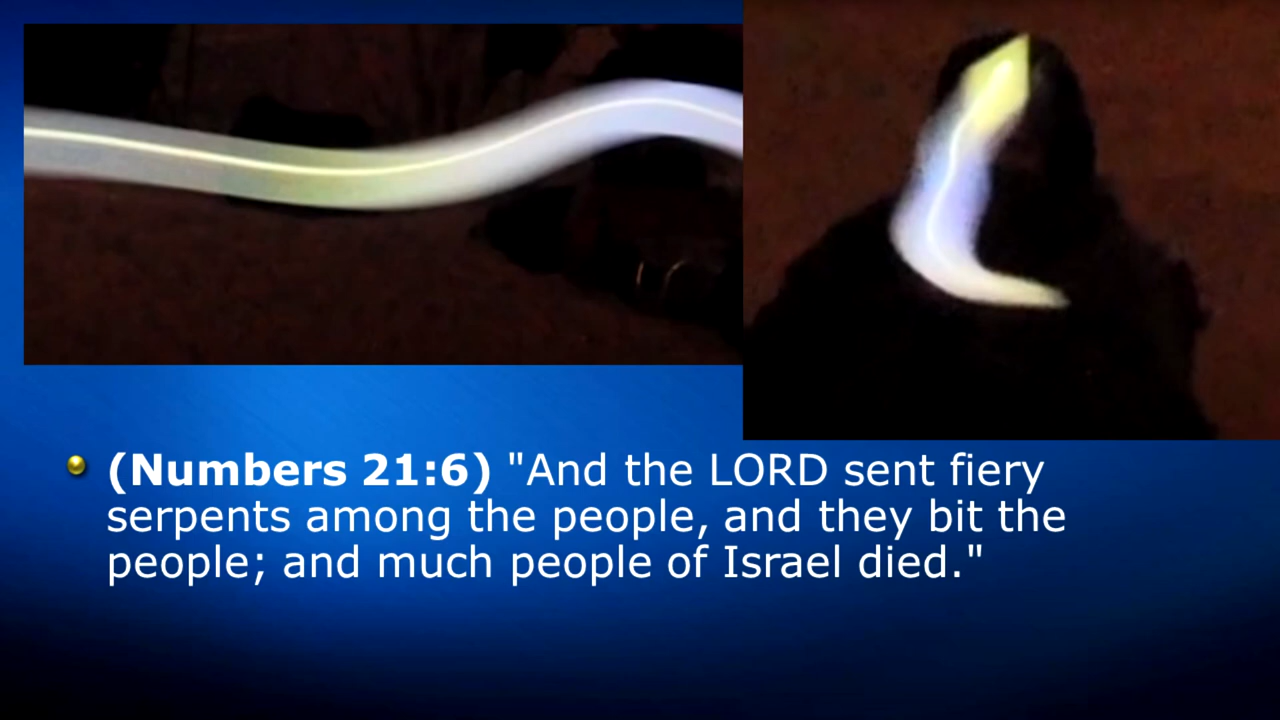 (Numbers 21:6) "And the LORD sent fiery
serpents among the people, and they bit the
people; and much people of Israel died."